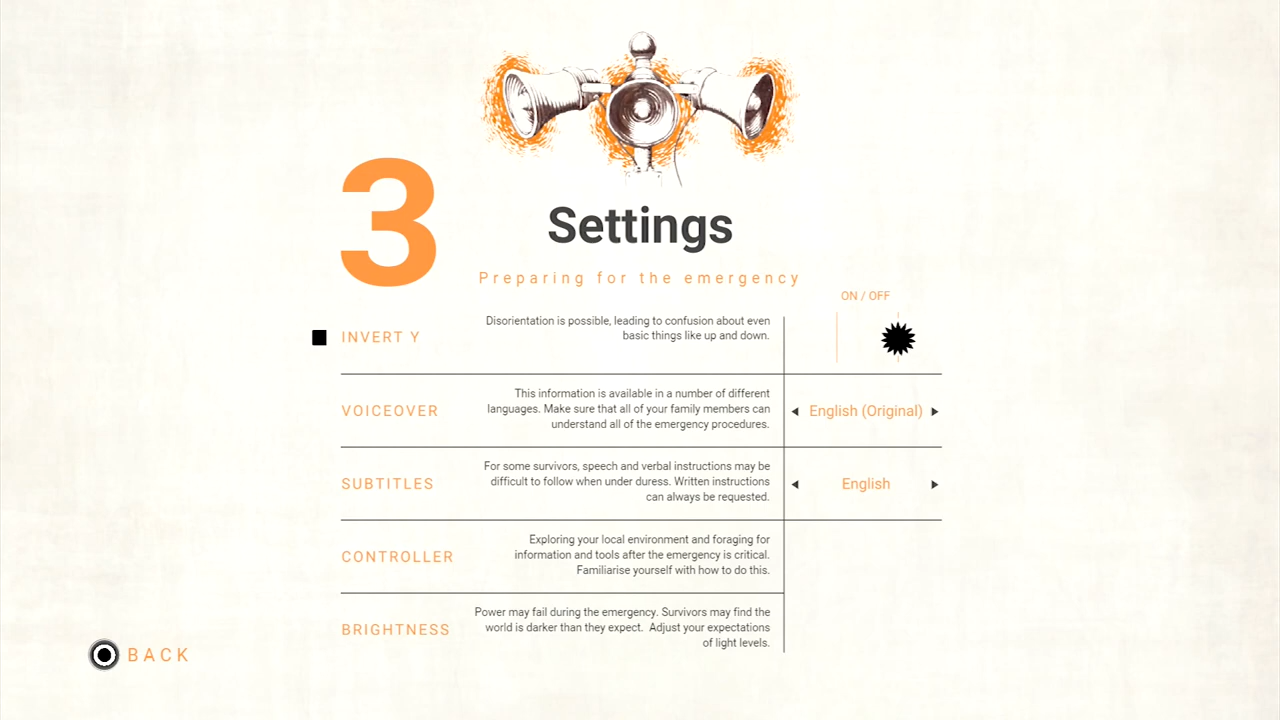 3
Settings
Preparing for the emergency
ON / OFF
INVERT Y
Disorientation is possible, leading to confusion about even
basic things like up and down.
VOICEOVER
This information is available in a number of different
languages. Make sure that all of your family members can
understand all of the emergency procedures.
English (Original)
SUBTITLES
For some survivors, speech and verbal instructions may be
difficult to follow when under duress. Written instructions
can always be requested.
English
CONTROLLER
Exploring your local environment and foraging for
information and tools after the emergency is critical.
Familiarise yourself with how to do this.
BRIGHTNESS
Power may fail during the emergency. Survivors may find the
world is darker than they expect.  Adjust your expectations
of light levels.
BACK